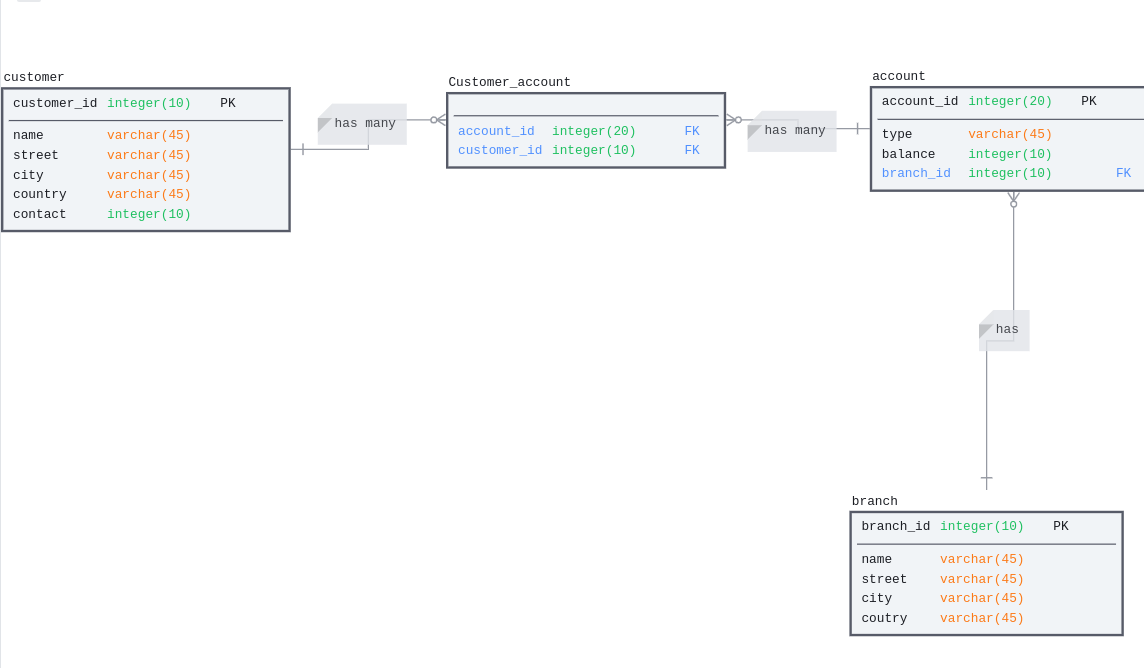 customer
customer_id integer(10) PK
name varchar(45)
street varchar(45)
city varchar(45)
country varchar(45)
contact integer(10)
has many
Customer_account
account_id integer(20) FK
customer_id integer(10) FK
has many
account
account_id integer(20) PK
type varchar(45)
balance integer(10)
branch_id integer(10) FK
has
branch
branch_id integer(10) PK
name varchar(45)
street varchar(45)
city varchar(45)
coutry varchar(45)